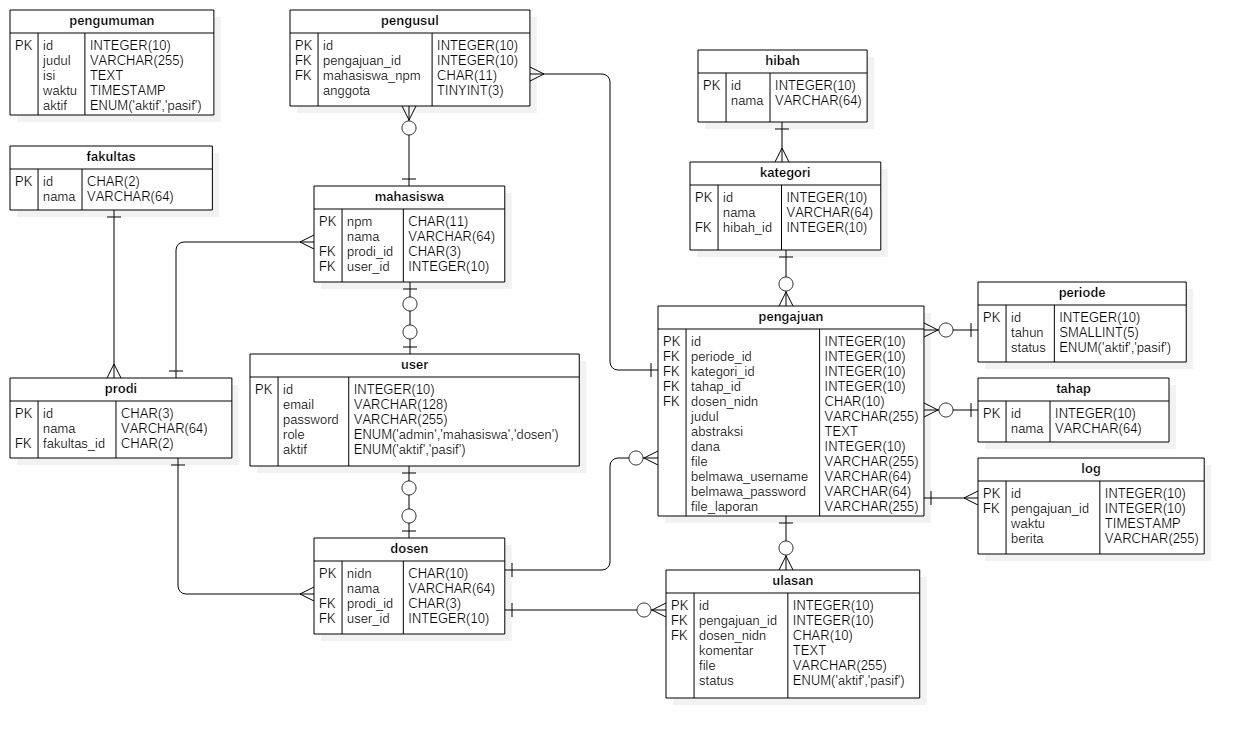 pengumuman
PK id INTEGER(10)
judul VARCHAR(255)
isi TEXT
waktu TIMESTAMP
aktif ENUM('aktif','pasif')
pengusul
PK id INTEGER(10)
FK pengajuan_id INTEGER(10)
FK mahasiswa_npm CHAR(11)
anggota TINYINT(3)
hibah
PK id INTEGER(10)
nama VARCHAR(64)
fakultas
PK id CHAR(2)
nama VARCHAR(64)
mahasiswa
PK npm CHAR(11)
nama VARCHAR(64)
FK prodi_id CHAR(3)
FK user_id INTEGER(10)
kategori
PK id INTEGER(10)
nama VARCHAR(64)
FK hibah_id INTEGER(10)
periode
PK id INTEGER(10)
tahun SMALLINT(5)
status ENUM('aktif','pasif')
pengajuan
PK id INTEGER(10)
FK periode_id INTEGER(10)
FK kategori_id INTEGER(10)
FK tahap_id INTEGER(10)
FK dosen_nidn CHAR(10)
judul VARCHAR(255)
abstraksi TEXT
dana INTEGER(10)
file VARCHAR(255)
belmawa_username VARCHAR(64)
belmawa_password VARCHAR(64)
file_laporan VARCHAR(255)
user
PK id INTEGER(10)
email VARCHAR(128)
password VARCHAR(255)
role ENUM('admin','mahasiswa','dosen')
aktif ENUM('aktif','pasif')
prodi
PK id CHAR(3)
nama VARCHAR(64)
FK fakultas_id CHAR(2)
tahap
PK id INTEGER(10)
nama VARCHAR(64)
log
PK id INTEGER(10)
FK pengajuan_id INTEGER(10)
waktu TIMESTAMP
berita VARCHAR(255)
dosen
PK nidn CHAR(10)
nama VARCHAR(64)
FK prodi_id CHAR(3)
FK user_id INTEGER(10)
ulasan
PK id INTEGER(10)
FK pengajuan_id INTEGER(10)
FK dosen_nidn CHAR(10)
komentar TEXT
file VARCHAR(255)
status ENUM('aktif','pasif')